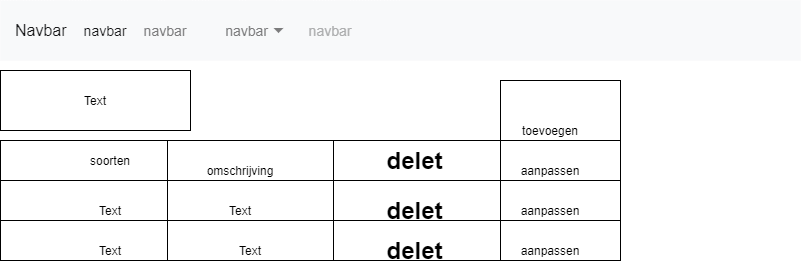 Navbar navbar navbar navbar navbar
Text
toevoegen
soorten omschrijving delet aanpassen
Text Text delet aanpassen
Text Text delet aanpassen